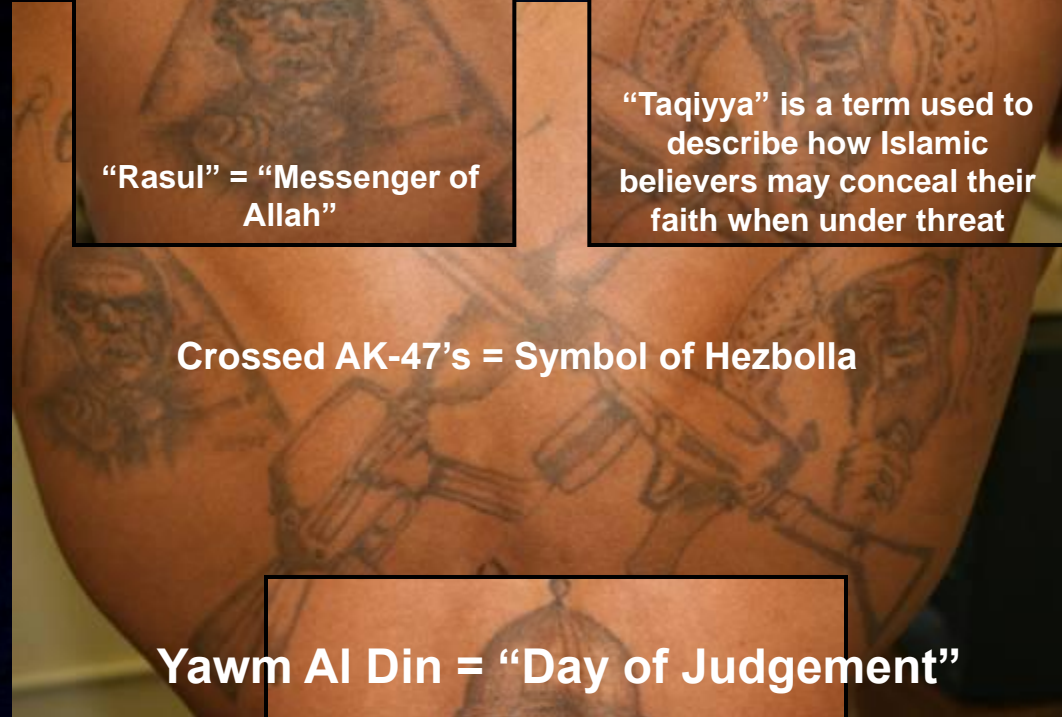 “Rasul” = “Messenger of
Allah”
“Taqiyya” is a term used to
describe how Islamic
believers may conceal their
faith when under threat
Crossed AK-47’s = Symbol of Hezbolla
Yawm Al Din = “Day of Judgement”